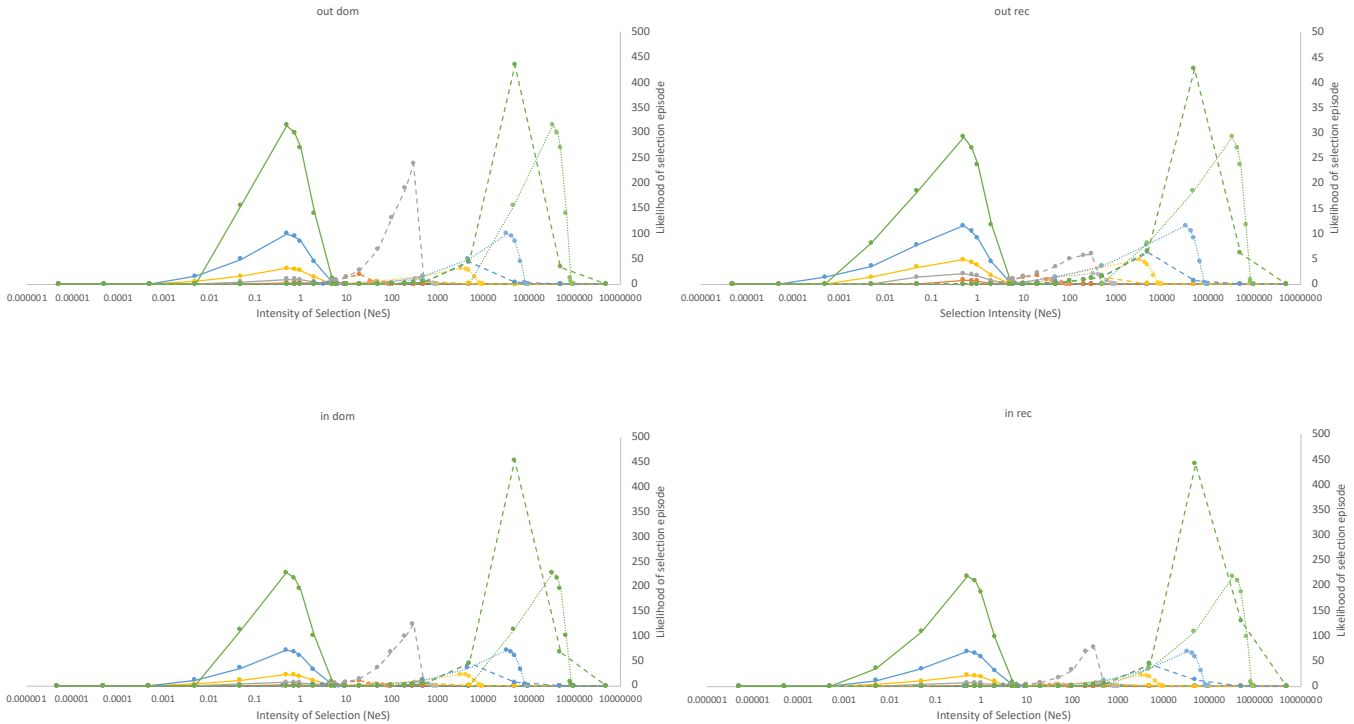 out dom
500
450
400
350
300
250
200
150
100
50
0
Likelihood of selection episode
0.000001 0.00001 0.0001 0.001 0.01 0.1 1 10 100 1000 10000 100000 1000000 10000000
Intensity of Selection (NeS)
out rec
50
45
40
35
30
25
20
15
10
5
0
Likelihood of selection episode
0.000001 0.00001 0.0001 0.001 0.01 0.1 1 10 100 1000 10000 100000 1000000 10000000
Selection Intensity (NeS)
in dom
500
450
400
350
300
250
200
150
100
50
0
Likelihood of selection episode
0.000001 0.00001 0.0001 0.001 0.01 0.1 1 10 100 1000 10000 100000 1000000 10000000
Intensity of Selection (NeS)
in rec
500
450
400
350
300
250
200
150
100
50
0
Likelihood of selection episode
0.000001 0.00001 0.0001 0.001 0.01 0.1 1 10 100 1000 10000 100000 1000000 10000000
Intensity of Selection (NeS)